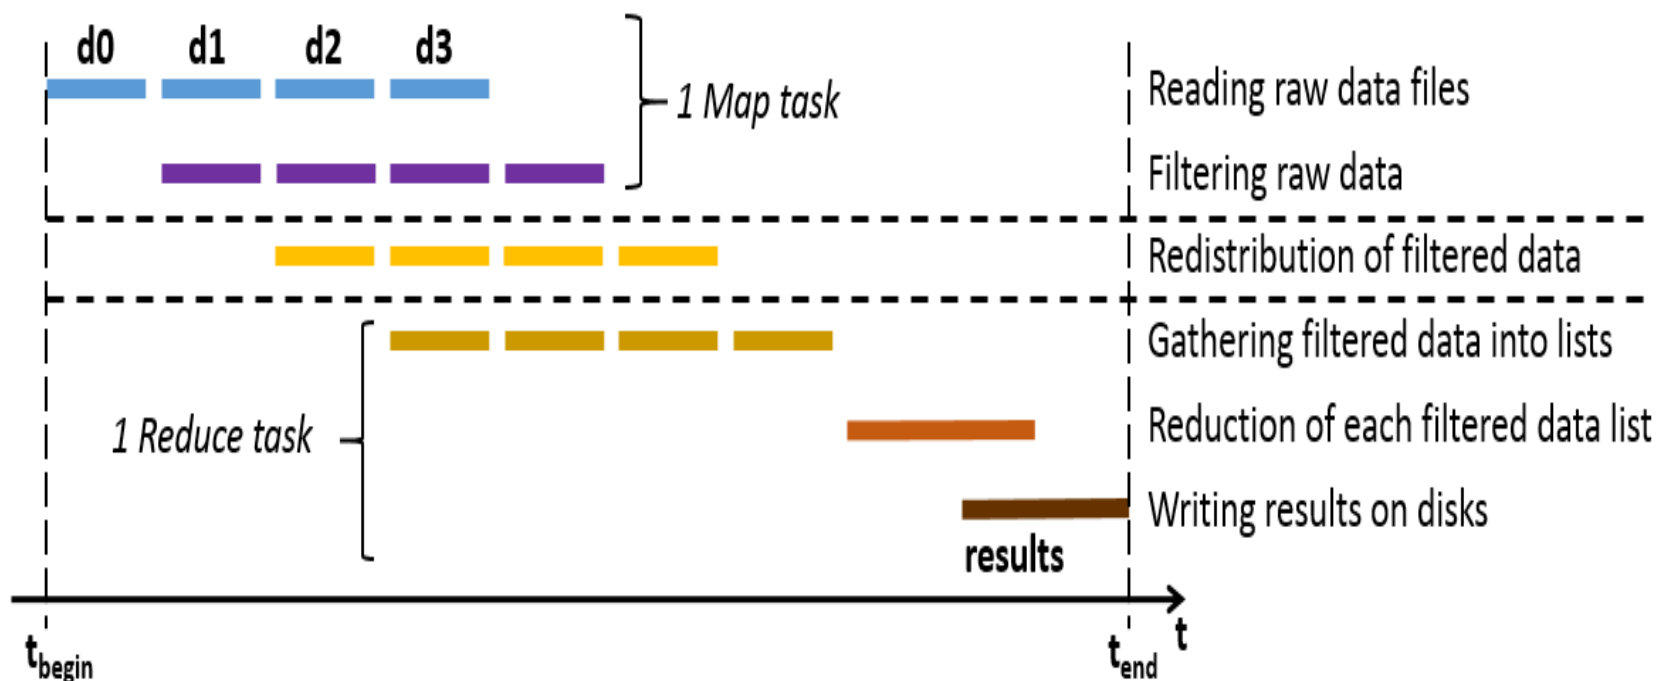 d0 d1 d2 d3
1 Map task
Reading raw data files
Filtering raw data
Redistribution of filtered data
Gathering filtered data into lists
1 Reduce task
Reduction of each filtered data list
Writing results on disks
results
t
tbegin
tend